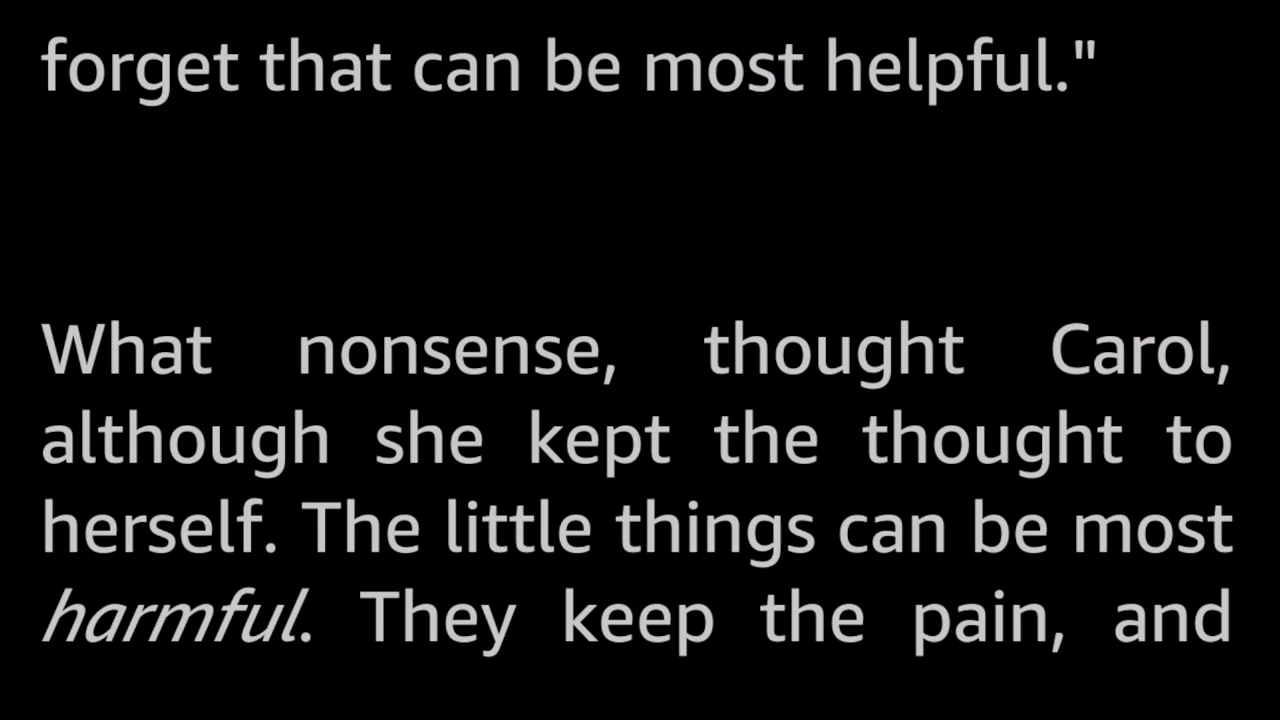 forget that can be most helpful."
What nonsense, thought Carol,
although she kept the thought to
herself. The little things can be most
harmful. They keep the pain, and